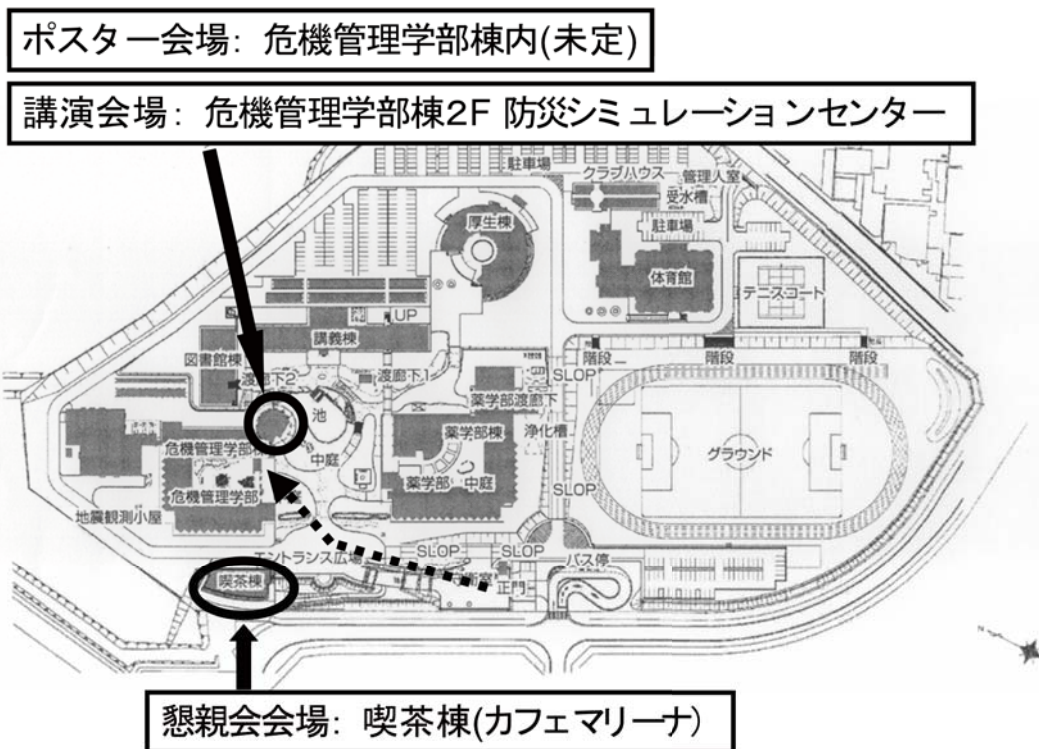 ポスター会場: 危機管理学部棟内(未定)
講演会場: 危機管理学部棟2F 防災シミュレーションセンター
駐車場
クラブハウス
管理人室
受水槽
厚生棟
駐車場
体育館
テニスコート
UP
講義棟
図書館棟
渡廊下2
渡廊下1
階段
階段
階段
SLOP
薬学部渡廊下
池
薬学部棟
浄化槽
危機管理学部棟
中庭
グラウンド
危機管理学部
薬学部
中庭
SLOP
地震観測小屋
エントランス広場
SLOP
SLOP
バス停
喫茶棟
正門
N
懇親会会場: 喫茶棟(カフェマリーナ)